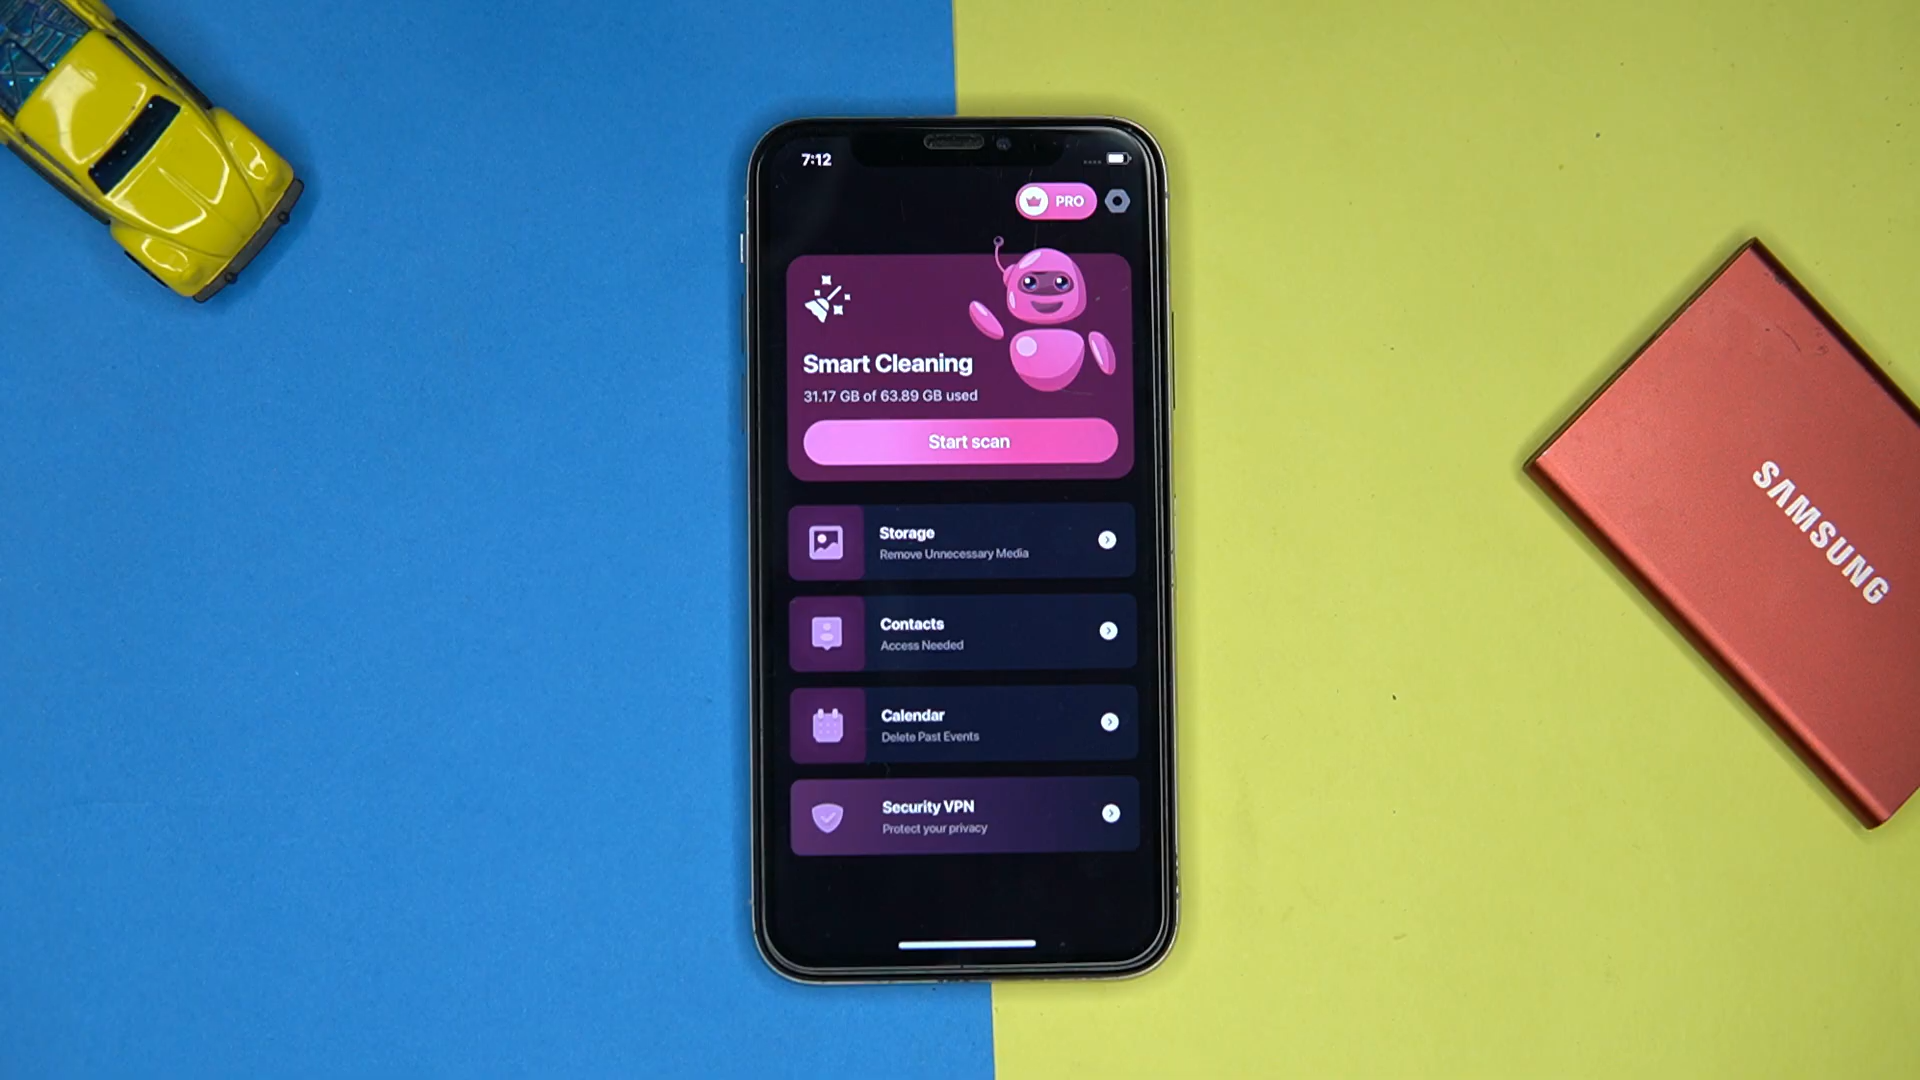 7:12
PRO
Smart Cleaning
31.17 GB of 63.89 GB used
Start scan
Storage
Remove Unnecessary Media
Contacts
Access Needed
Calendar
Delete Past Events
Security VPN
Protect your privacy
SAMSUNG